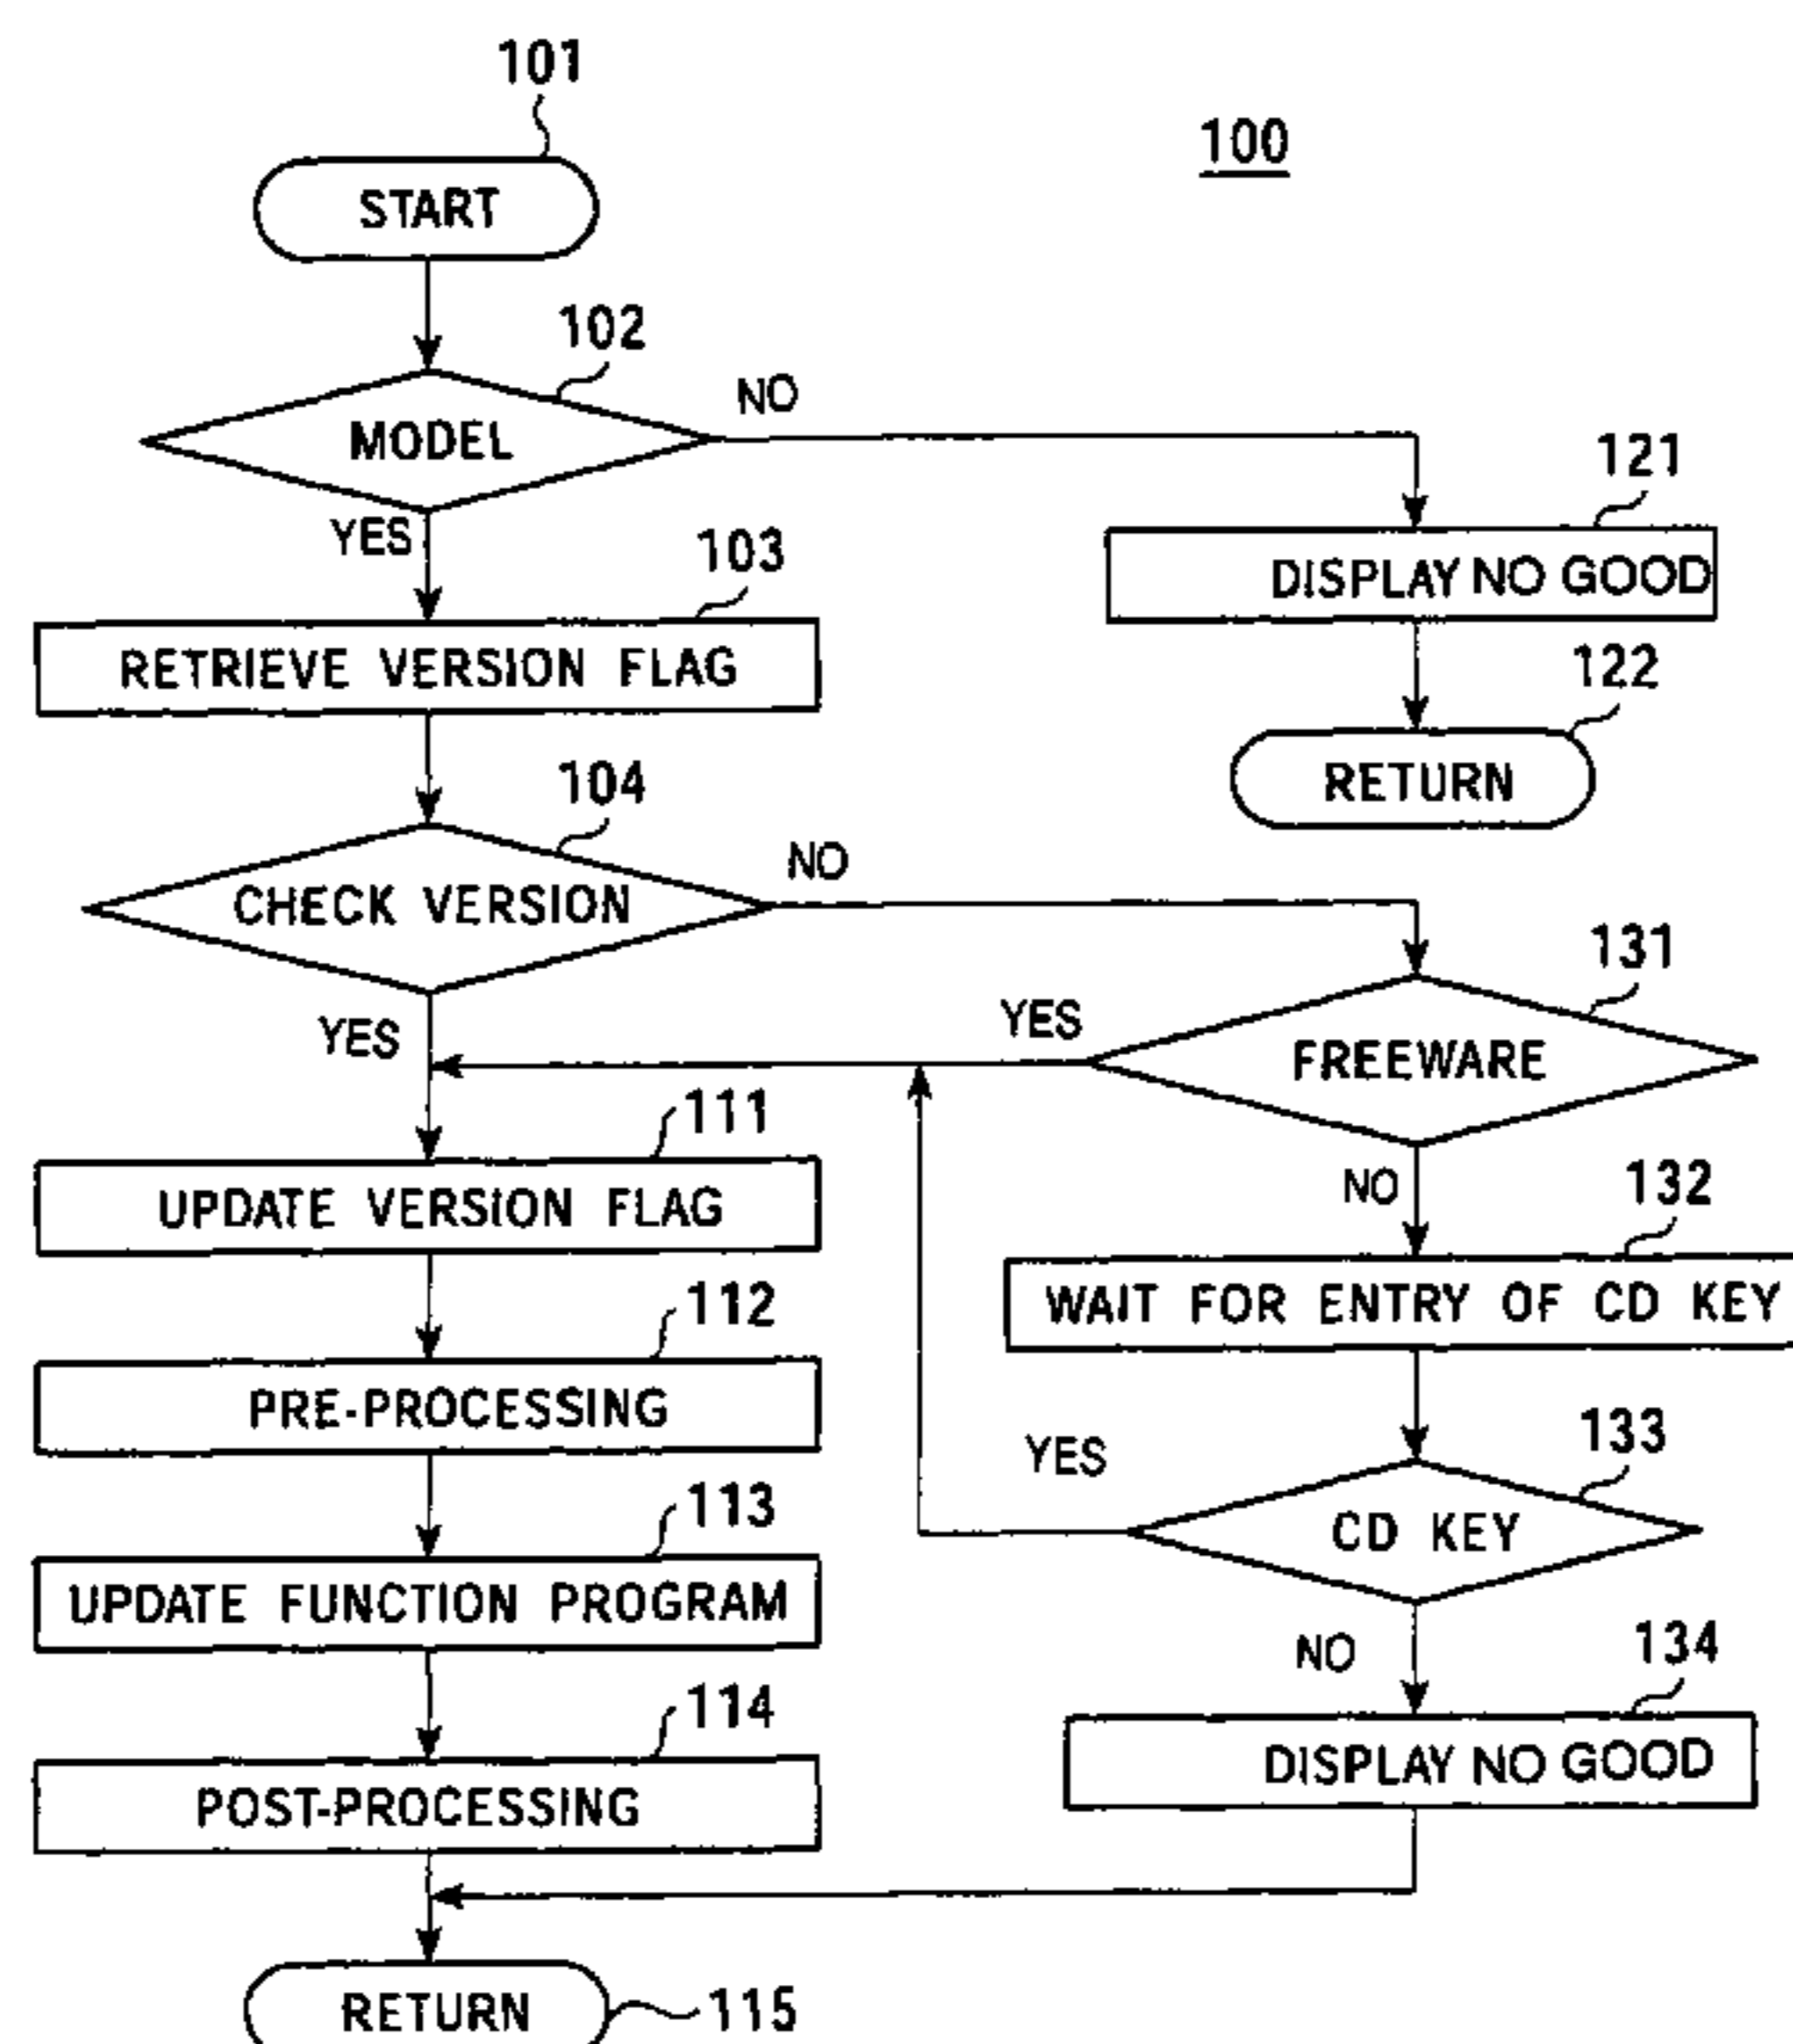 101
100
START
102
MODEL
NO
YES
121
DISPLAY NO GOOD
103
RETRIEVE VERSION FLAG
122
RETURN
104
CHECK VERSION
NO
YES
131
FREEWARE
YES
NO
111
UPDATE VERSION FLAG
132
WAIT FOR ENTRY OF CD KEY
112
PRE-PROCESSING
133
CD KEY
YES
NO
113
UPDATE FUNCTION PROGRAM
134
DISPLAY NO GOOD
114
POST-PROCESSING
RETURN
115